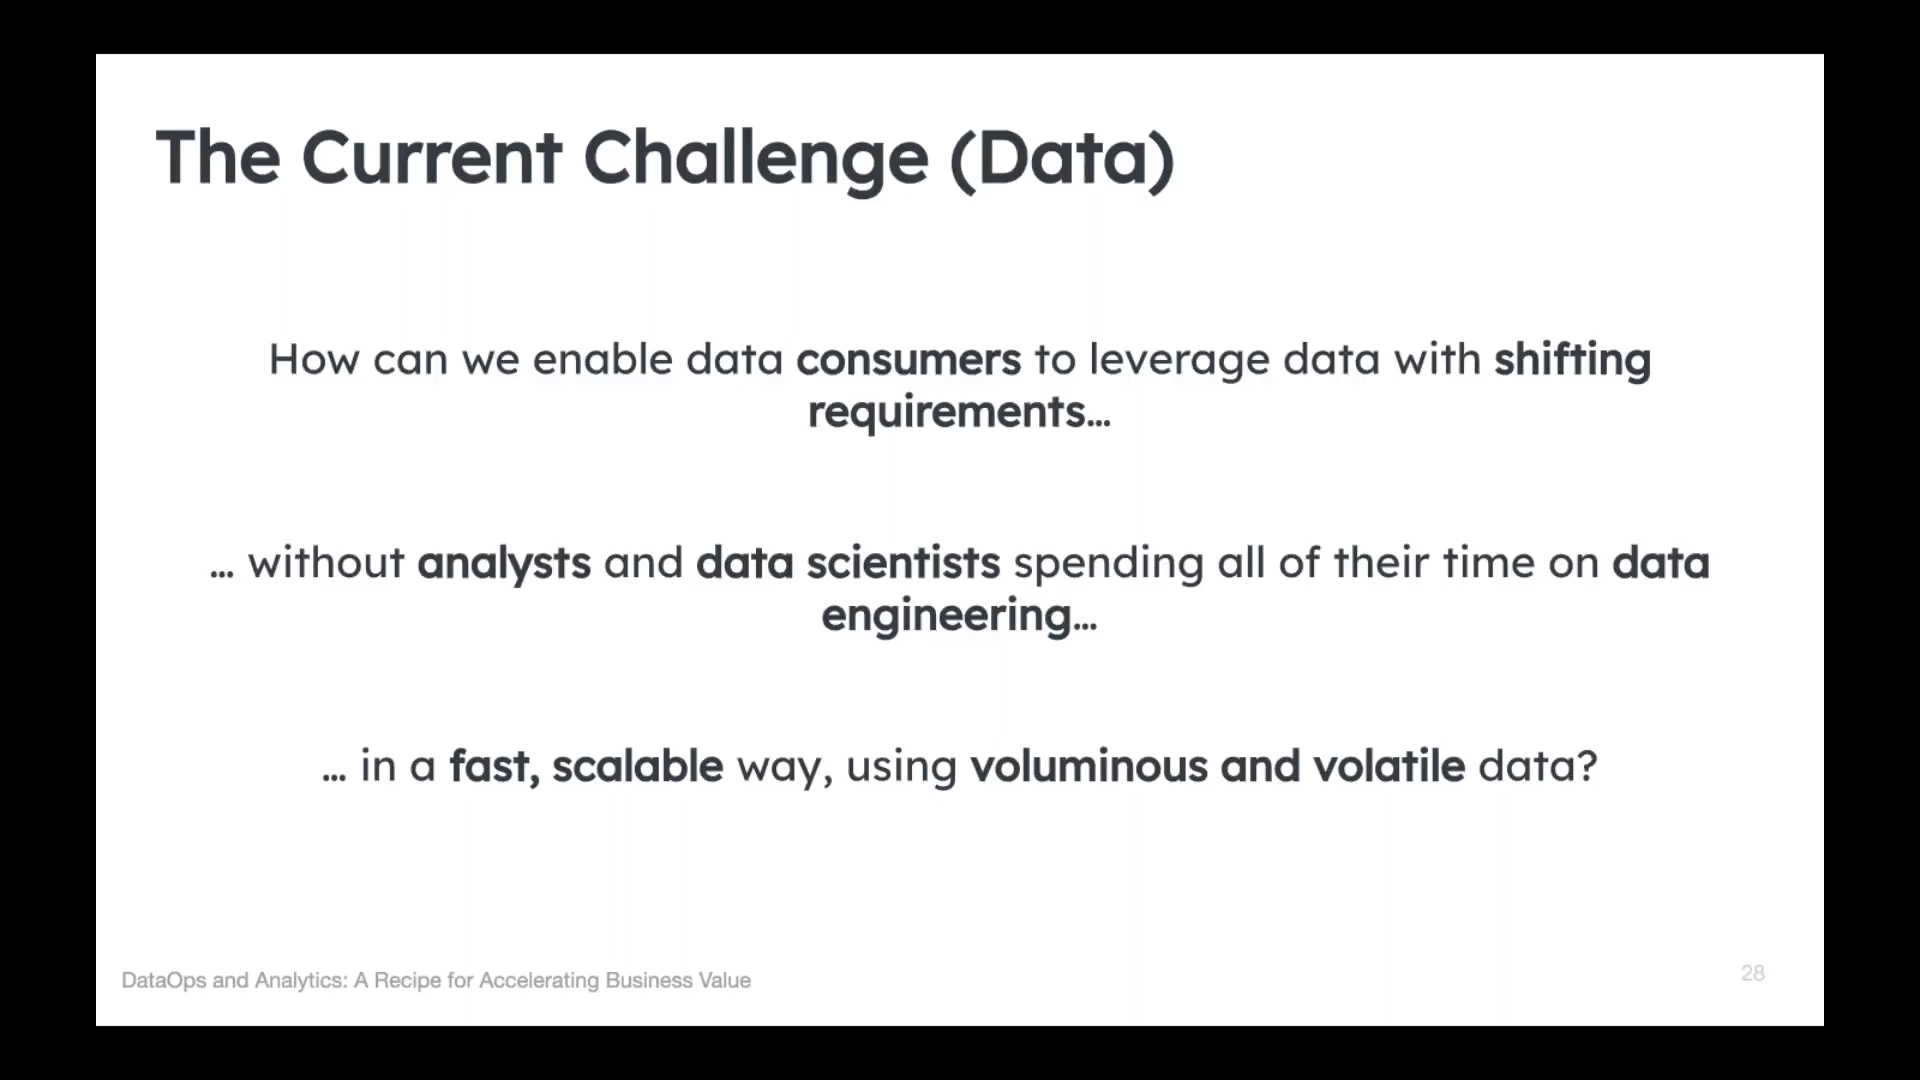 The Current Challenge (Data)
How can we enable data consumers to leverage data with shifting
requirements...
... without analysts and data scientists spending all of their time on data
engineering...
... in a fast, scalable way, using voluminous and volatile data?
DataOps and Analytics: A Recipe for Accelerating Business Value
28